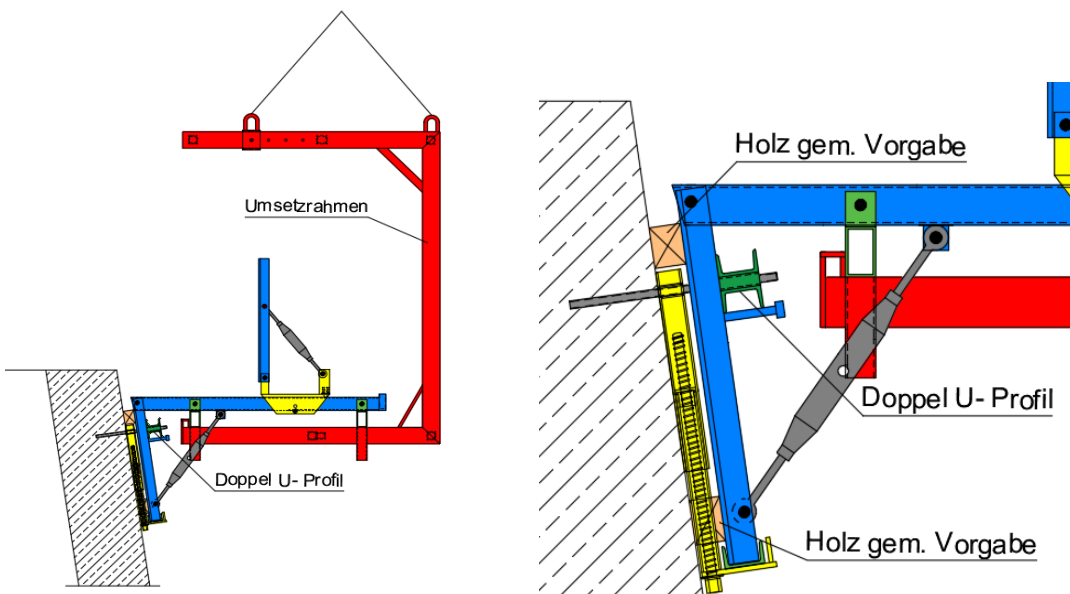 Umsetzrahmen
Doppel U- Profil
Holz gem. Vorgabe
Doppel U- Profil
Holz gem. Vorgabe